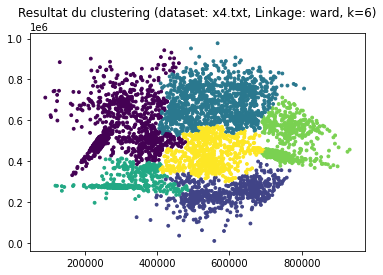 Resultat du clustering (dataset: x4.txt, Linkage: ward, k=6)
1e6
1.0
0.8
0.6
0.4
0.2
0.0
200000 400000 600000 800000